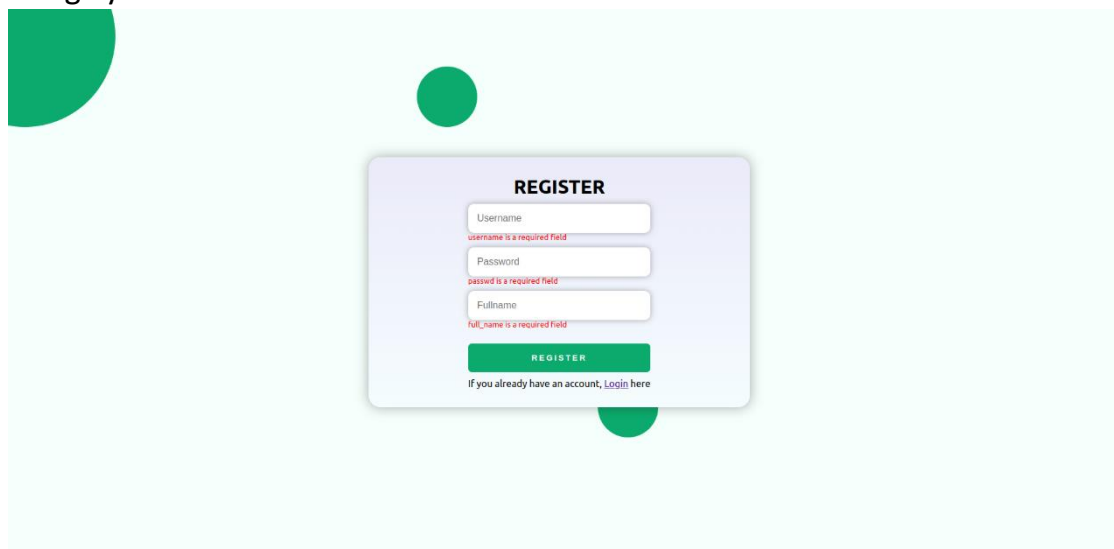 REGISTER
Username
username is a required field
Password
passwd is a required field
Fullname
full_name is a required field
REGISTER
If you already have an account, Login here